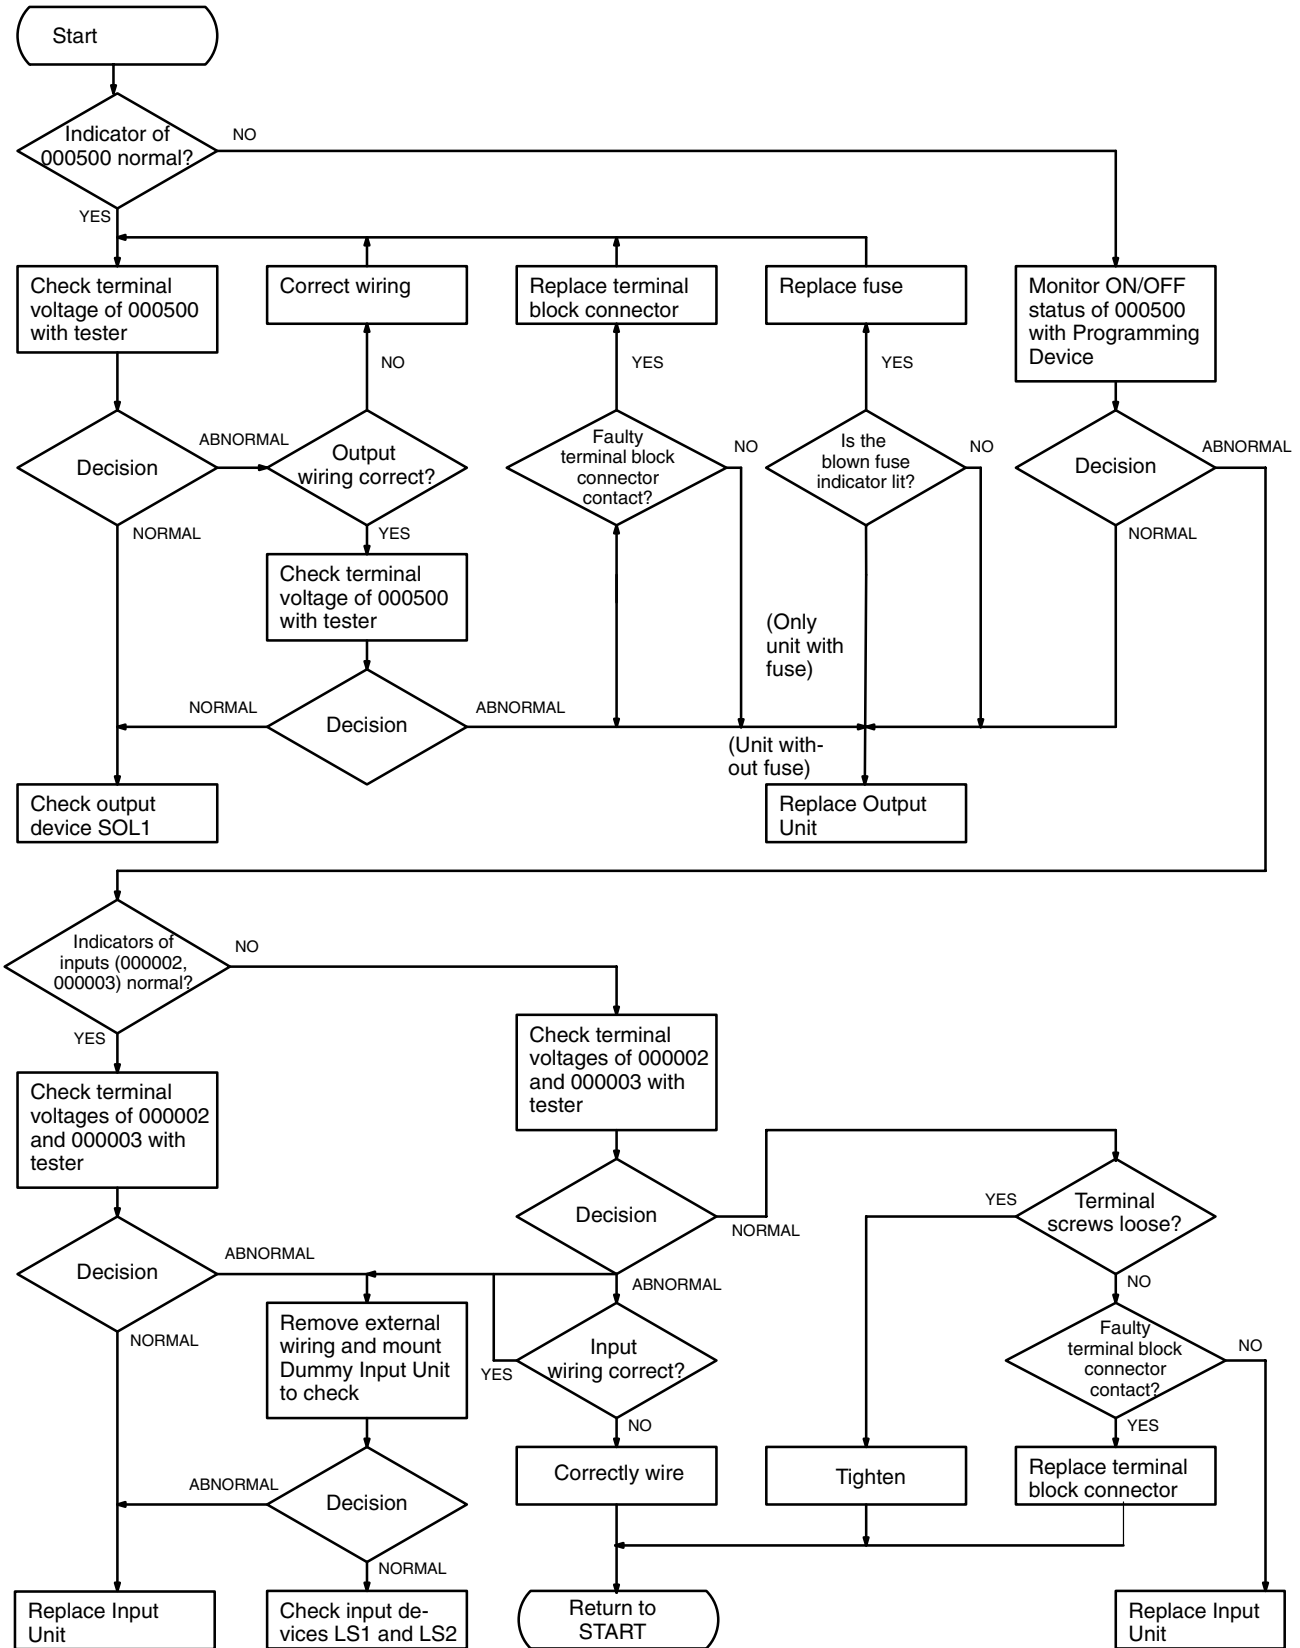 Start
Indicator of
000500 normal?
NO
YES
Check terminal
voltage of 000500
with tester
Correct wiring
Replace terminal
block connector
Replace fuse
Monitor ON/OFF
status of 000500
with Programming
Device
NO
YES
YES
Decision
ABNORMAL
Output
wiring correct?
Faulty
terminal block
connector
contact?
NO
Is the
blown fuse
indicator lit?
NO
Decision
ABNORMAL
NORMAL
YES
NORMAL
Check terminal
voltage of 000500
with tester
(Only
unit with
fuse)
NORMAL
Decision
ABNORMAL
(Unit with-
out fuse)
Check output
device SOL1
Replace Output
Unit
Indicators of
inputs (000002,
000003) normal?
NO
YES
Check terminal
voltages of 000002
and 000003 with
tester
Check terminal
voltages of 000002
and 000003 with
tester
Decision
NORMAL
YES
Terminal
screws loose?
Decision
ABNORMAL
ABNORMAL
NO
NORMAL
Remove external
wiring and mount
Dummy Input Unit
to check
YES
Input
wiring correct?
Faulty
terminal block
connector
contact?
NO
NO
YES
Correctly wire
Tighten
Replace terminal
block connector
ABNORMAL
Decision
NORMAL
Replace Input
Unit
Check input de-
vices LS1 and LS2
Return to
START
Replace Input
Unit